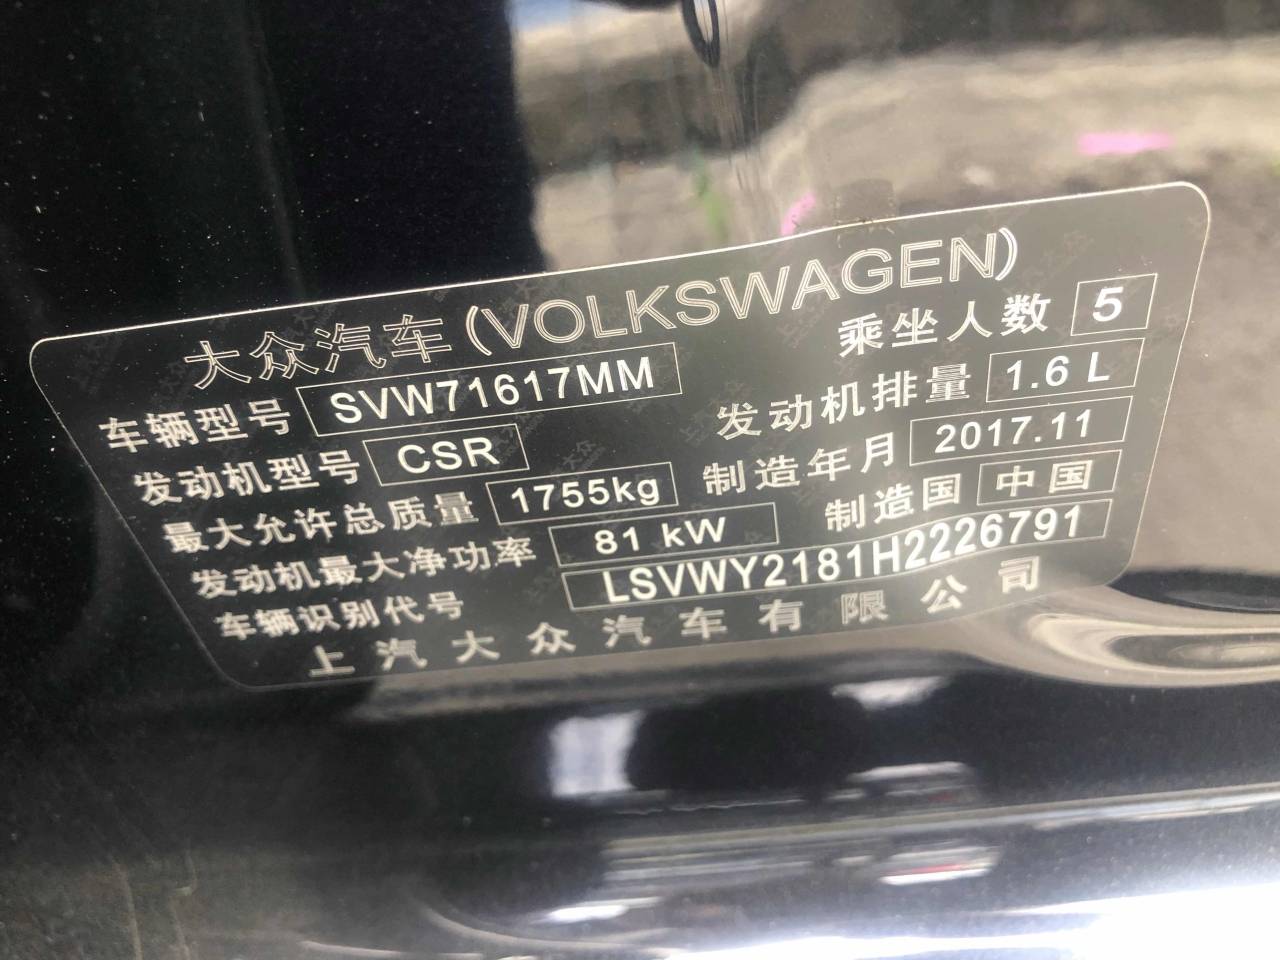 大众汽车(VOLKSWAGEN)
车辆型号 SVW71617MM 乘坐人数 5
发动机型号 CSR 发动机排量 1.6 L
最大允许总质量 1755kg 制造年月 2017.11
发动机最大净功率 81 kW 制造国 中国
车辆识别代号 LSVWY2181H2226791
上汽大众汽车有限公司